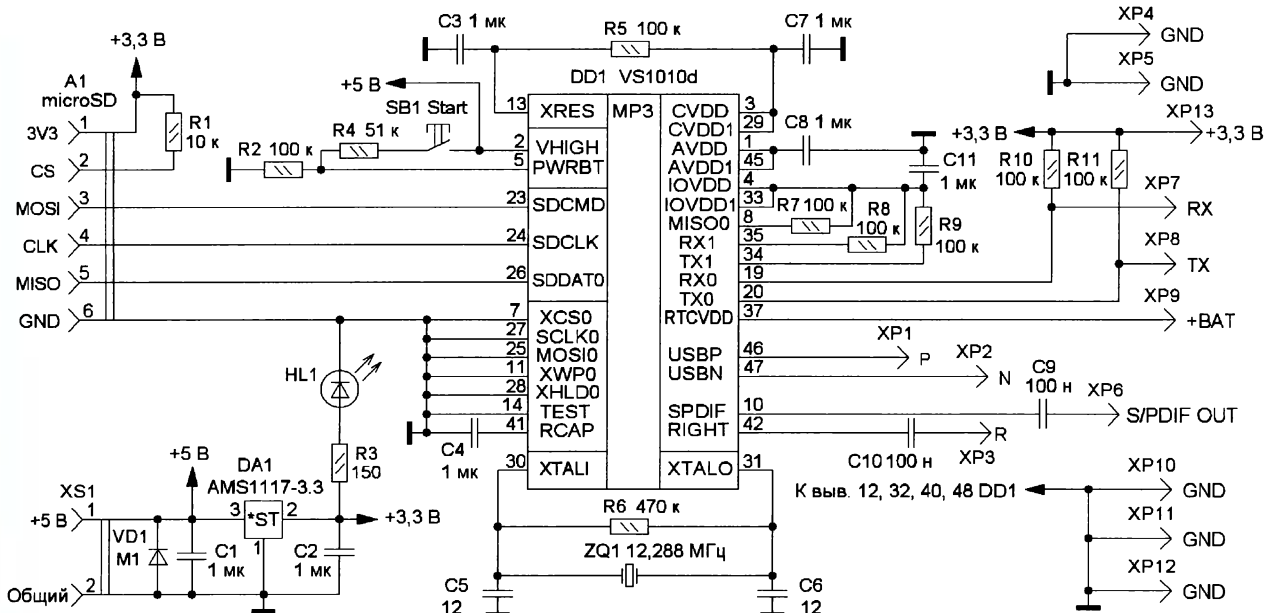 C3 1 мк
R5 100 к
C7 1 мк
XP4
GND
XP5
GND
+3,3 В
A1
microSD
1
3V3
2
CS
3
MOSI
4
CLK
5
MISO
6
GND
R1
10 к
+5 В
SB1 Start
R4 51 к
R2 100 к
DD1 VS1010d
MP3
13 XRES
2 VHIGH
5 PWRBT
23 SDCMD
24 SDCLK
26 SDDAT0
7 XCS0
27 SCLK0
25 MOSI0
11 XWP0
28 XHLD0
14 TEST
41 RCAP
30 XTALI
CVDD 3
CVDD1 29
AVDD 1
AVDD1 45
IOVDD 4
IOVDD1 33
MISO0 8
RX1 35
TX1 34
RX0 19
TX0 20
RTCVDD 37
USBP 46
USBN 47
SPDIF 10
RIGHT 42
XTALO 31
C8 1 мк
C11
1 мк
R7 100 к
R8
100 к
R9
100 к
XP13
+3,3 В
+3,3 В
R10
100 к
R11
100 к
XP7
RX
XP8
TX
XP9
+BAT
XP1
P
XP2
N
C9
100 н
XP6
S/PDIF OUT
C10 100 н
R
XP3
HL1
R3
150
C4
1 мк
+5 В
DA1
AMS1117-3.3
XS1
1
+5 В
3
*ST
2
1
+3,3 В
VD1
M1
C1
1 мк
C2
1 мк
2
Общий
R6 470 к
ZQ1 12,288 МГц
C5
12
C6
12
К выв. 12, 32, 40, 48 DD1
XP10
GND
XP11
GND
XP12
GND